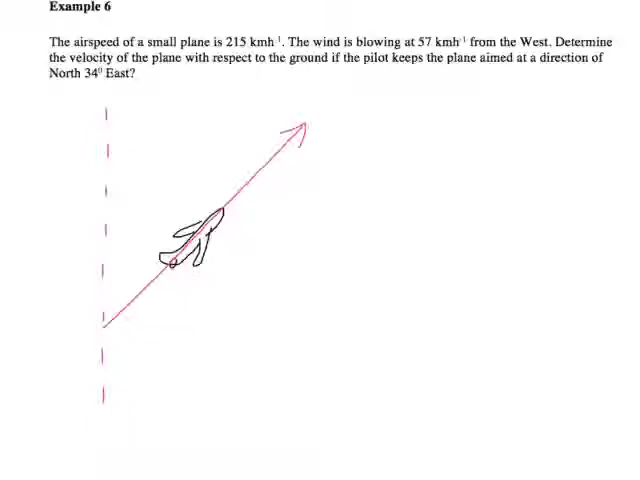 Example 6
The airspeed of a small plane is 215 kmh⁻¹. The wind is blowing at 57 kmh⁻¹ from the West. Determine
the velocity of the plane with respect to the ground if the pilot keeps the plane aimed at a direction of
North 34⁰ East?